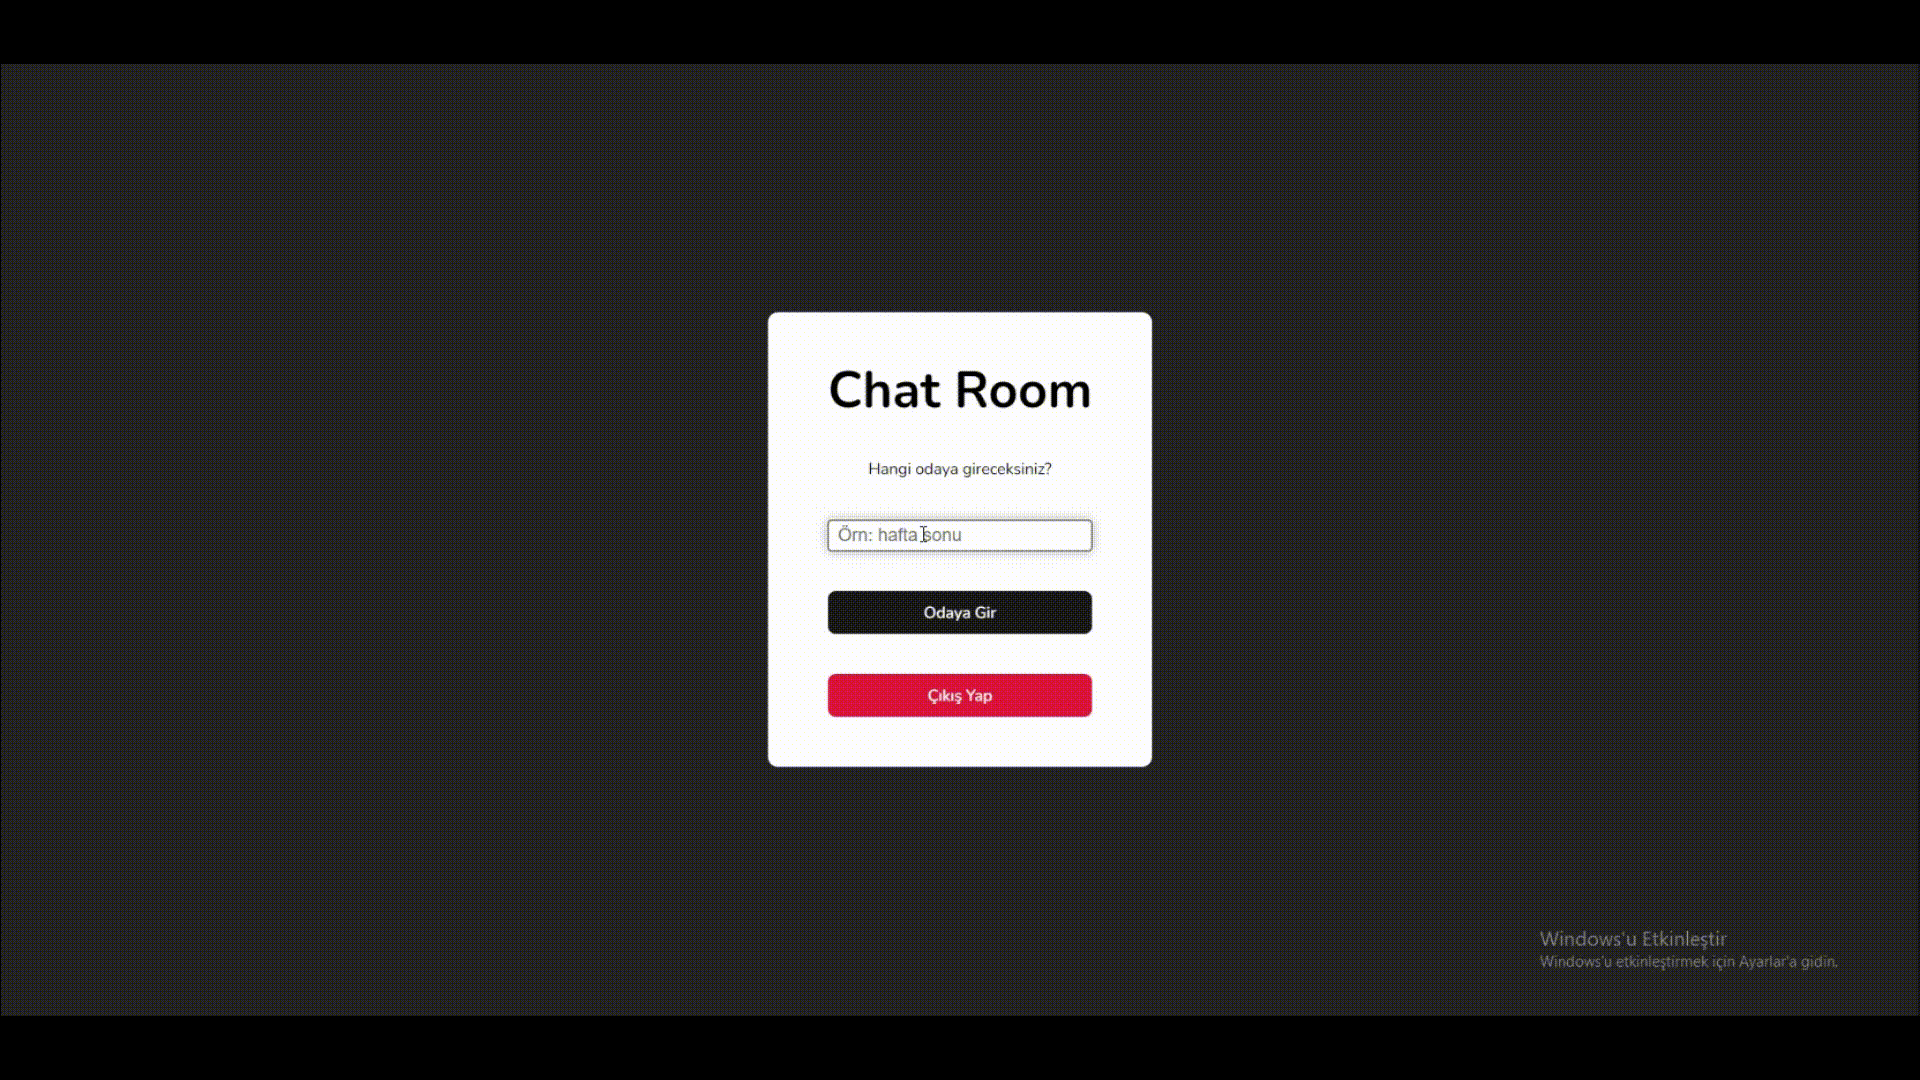 Chat Room
Hangi odaya gireceksiniz?
Örn: hafta sonu
Odaya Gir
Çıkış Yap
Windows'u Etkinleştir
Windows'u etkinleştirmek için Ayarlar'a gidin.